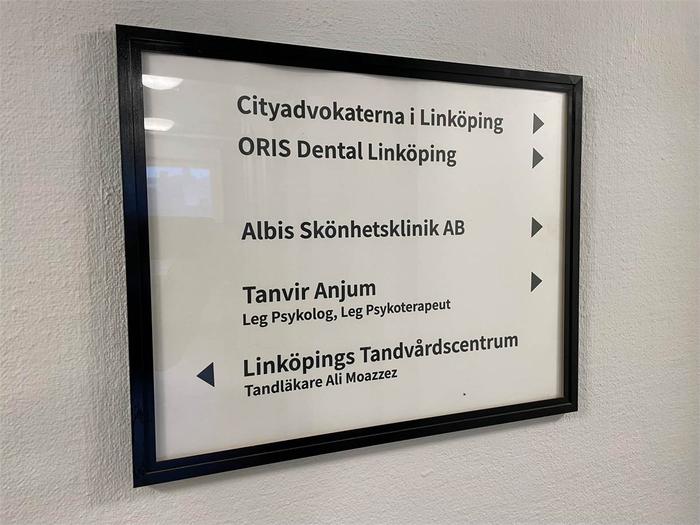 Cityadvokaterna i Linköping
ORIS Dental Linköping
Albis Skönhetsklinik AB
Tanvir Anjum
Leg Psykolog, Leg Psykoterapeut
Linköpings Tandvårdscentrum
Tandläkare Ali Moazzez